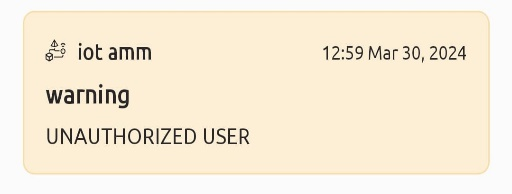 iot amm 12:59 Mar 30, 2024
warning
UNAUTHORIZED USER